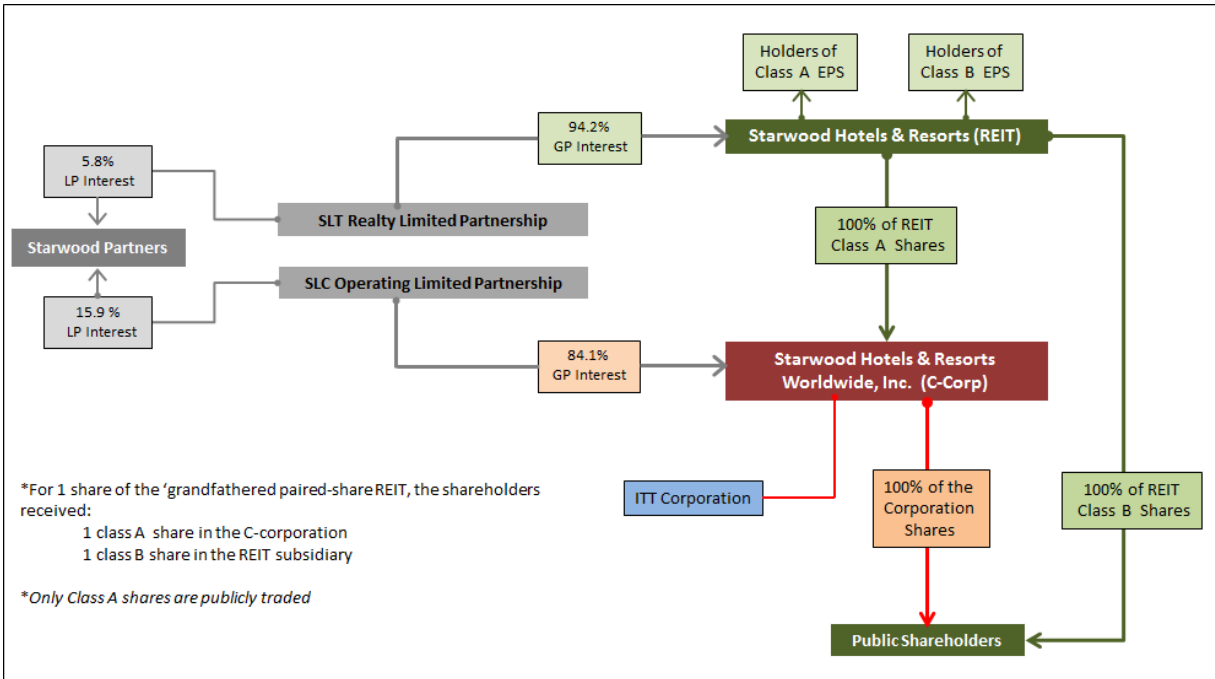 Holders of
Class A EPS
Holders of
Class B EPS
94.2%
GP Interest
Starwood Hotels & Resorts (REIT)
5.8%
LP Interest
SLT Realty Limited Partnership
100% of REIT
Class A Shares
Starwood Partners
SLC Operating Limited Partnership
15.9 %
LP Interest
84.1%
GP Interest
Starwood Hotels & Resorts
Worldwide, Inc. (C-Corp)
*For 1 share of the ‘grandfathered paired-share REIT, the shareholders
received:
1 class A share in the C-corporation
1 class B share in the REIT subsidiary
*Only Class A shares are publicly traded
ITT Corporation
100% of the
Corporation
Shares
100% of REIT
Class B Shares
Public Shareholders